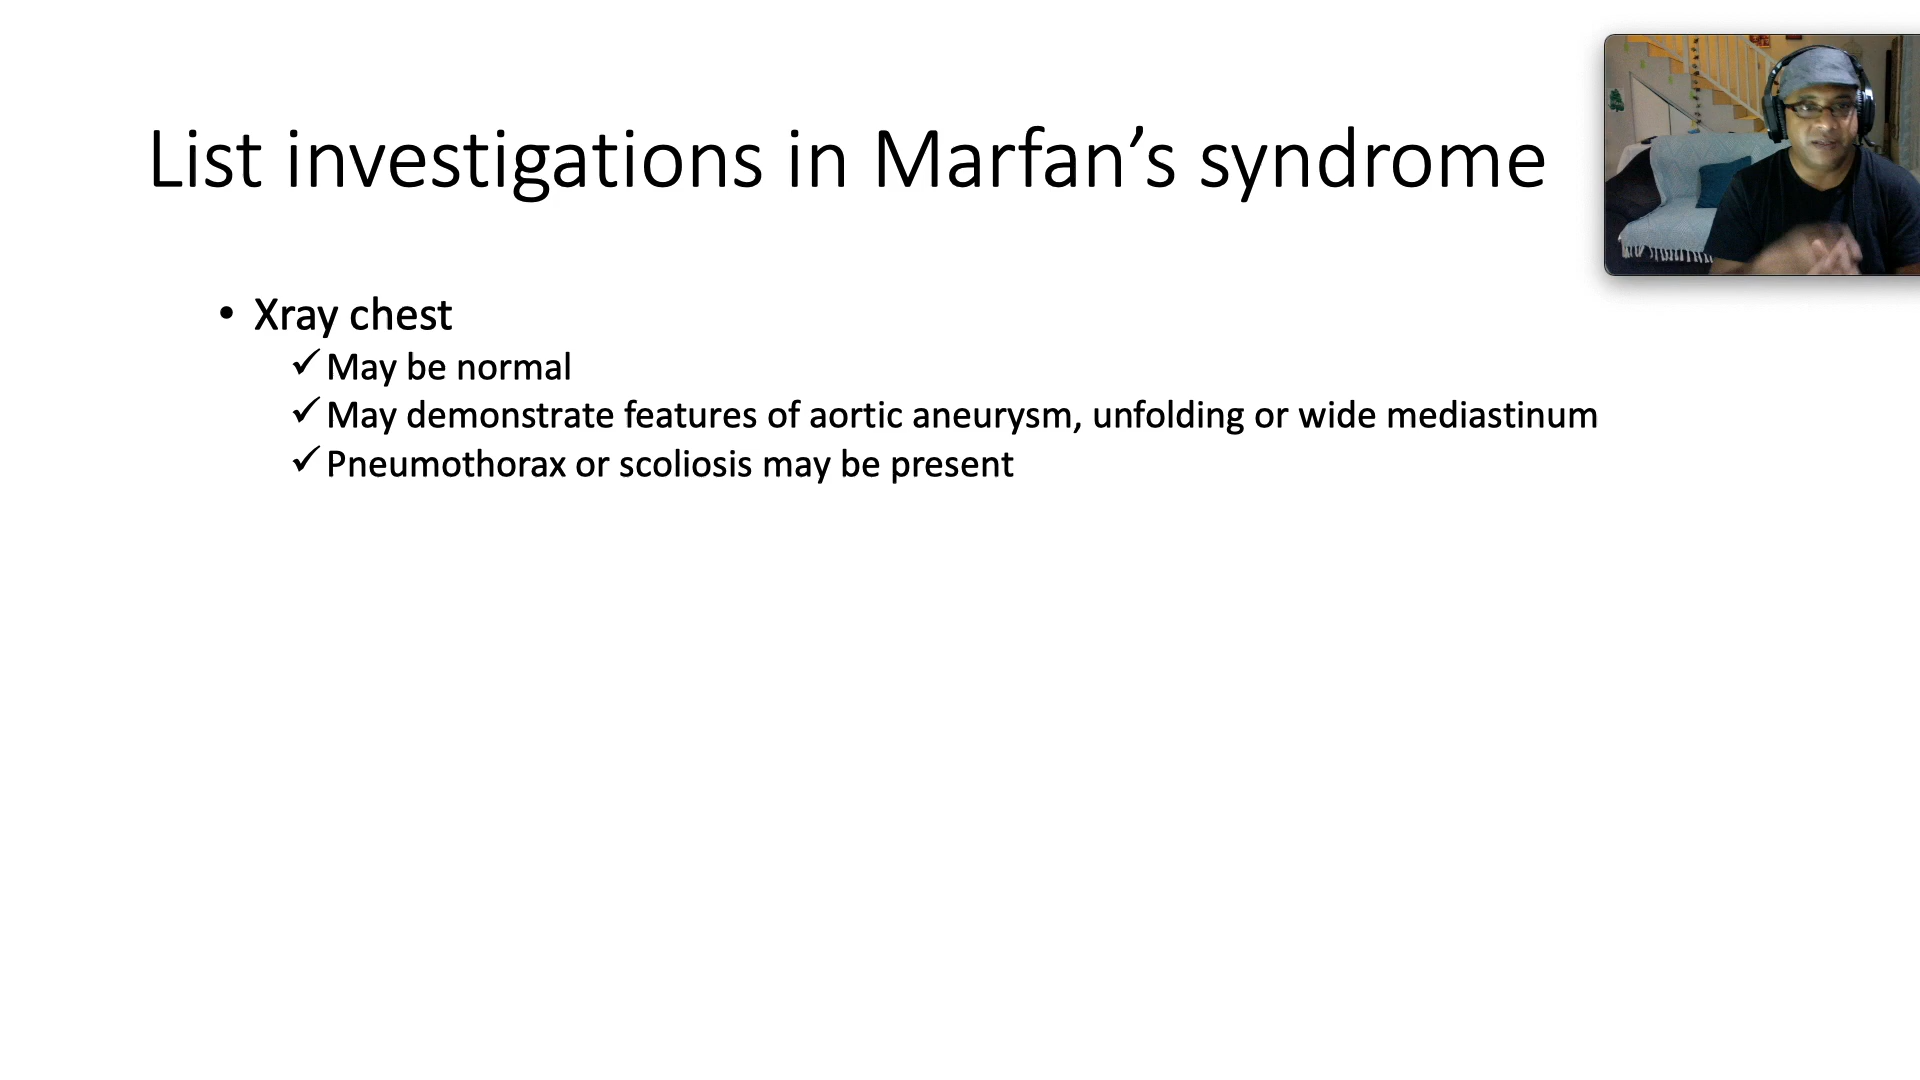 List investigations in Marfan’s syndrome
• Xray chest
✓ May be normal
✓ May demonstrate features of aortic aneurysm, unfolding or wide mediastinum
✓ Pneumothorax or scoliosis may be present